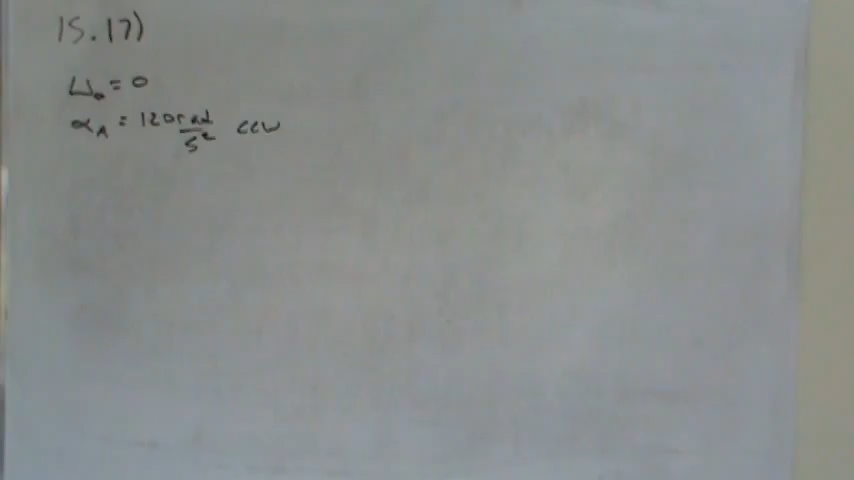 15.17)
ω₀ = 0
α_A = 120 rad/s² ccw